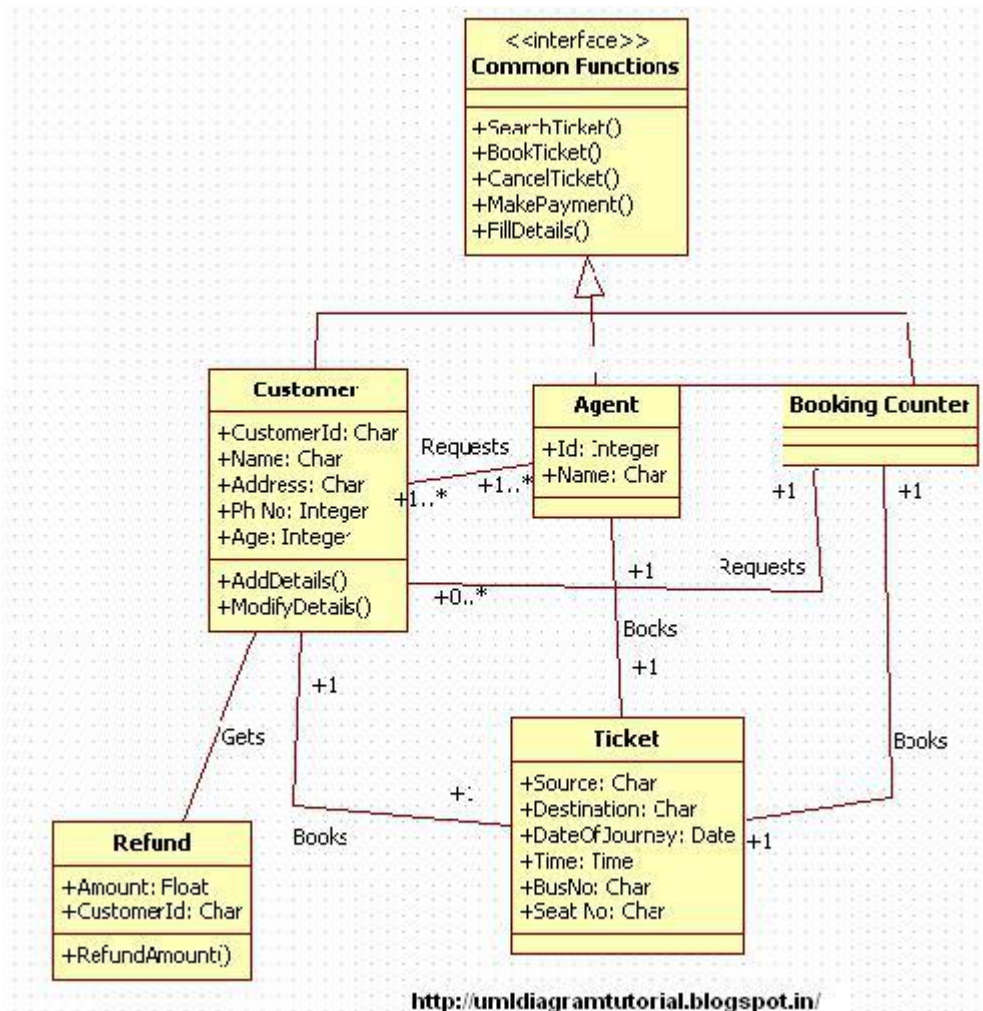 <<interface>>
Common Functions
+SearchTicket()
+BookTicket()
+CancelTicket()
+MakePayment()
+FillDetails()
Customer
+CustomerId: Char
+Name: Char
+Address: Char
+Ph No: Integer
+Age: Integer
+AddDetails()
+ModifyDetails()
Requests
+1..*
+1..*
Agent
+Id: Integer
+Name: Char
Booking Counter
+1
+1
Requests
+0..*
+1
Books
+1
+1
Gets
Books
+1
Ticket
+Source: Char
+Destination: Char
+DateOfJourney: Date
+Time: Time
+BusNo: Char
+Seat No: Char
Books
+1
Refund
+Amount: Float
+CustomerId: Char
+RefundAmount()
http://umldiagramtutorial.blogspot.in/